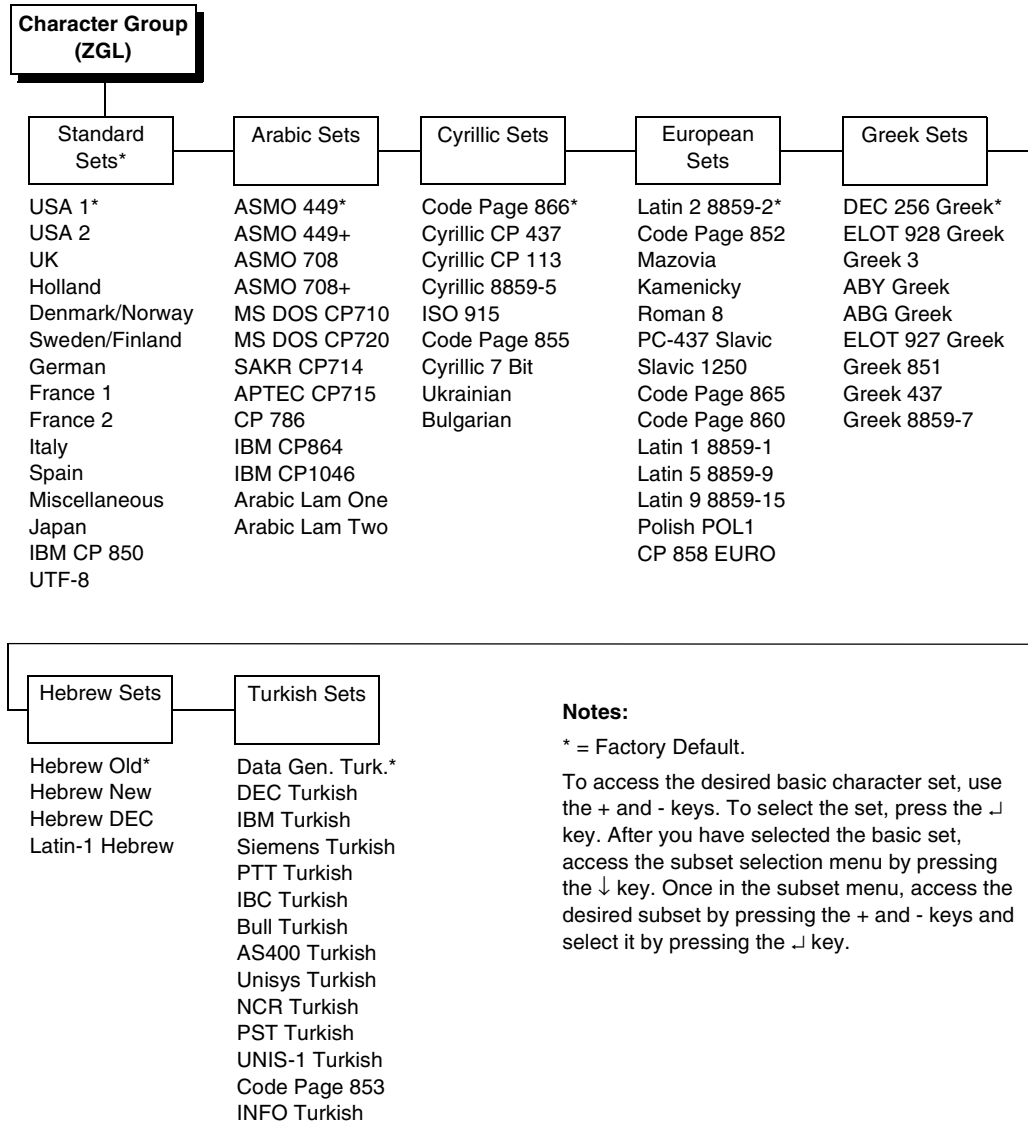 Character Group
(ZGL)
Standard
Sets*
USA 1*
USA 2
UK
Holland
Denmark/Norway
Sweden/Finland
German
France 1
France 2
Italy
Spain
Miscellaneous
Japan
IBM CP 850
UTF-8
Arabic Sets
ASMO 449*
ASMO 449+
ASMO 708
ASMO 708+
MS DOS CP710
MS DOS CP720
SAKR CP714
APTEC CP715
CP 786
IBM CP864
IBM CP1046
Arabic Lam One
Arabic Lam Two
Cyrillic Sets
Code Page 866*
Cyrillic CP 437
Cyrillic CP 113
Cyrillic 8859-5
ISO 915
Code Page 855
Cyrillic 7 Bit
Ukrainian
Bulgarian
European
Sets
Latin 2 8859-2*
Code Page 852
Mazovia
Kamenicky
Roman 8
PC-437 Slavic
Slavic 1250
Code Page 865
Code Page 860
Latin 1 8859-1
Latin 5 8859-9
Latin 9 8859-15
Polish POL1
CP 858 EURO
Greek Sets
DEC 256 Greek*
ELOT 928 Greek
Greek 3
ABY Greek
ABG Greek
ELOT 927 Greek
Greek 851
Greek 437
Greek 8859-7
Hebrew Sets
Hebrew Old*
Hebrew New
Hebrew DEC
Latin-1 Hebrew
Turkish Sets
Data Gen. Turk.*
DEC Turkish
IBM Turkish
Siemens Turkish
PTT Turkish
IBC Turkish
Bull Turkish
AS400 Turkish
Unisys Turkish
NCR Turkish
PST Turkish
UNIS-1 Turkish
Code Page 853
INFO Turkish
Notes:
* = Factory Default.
To access the desired basic character set, use
the + and - keys. To select the set, press the ↵
key. After you have selected the basic set,
access the subset selection menu by pressing
the ↓ key. Once in the subset menu, access the
desired subset by pressing the + and - keys and
select it by pressing the ↵ key.